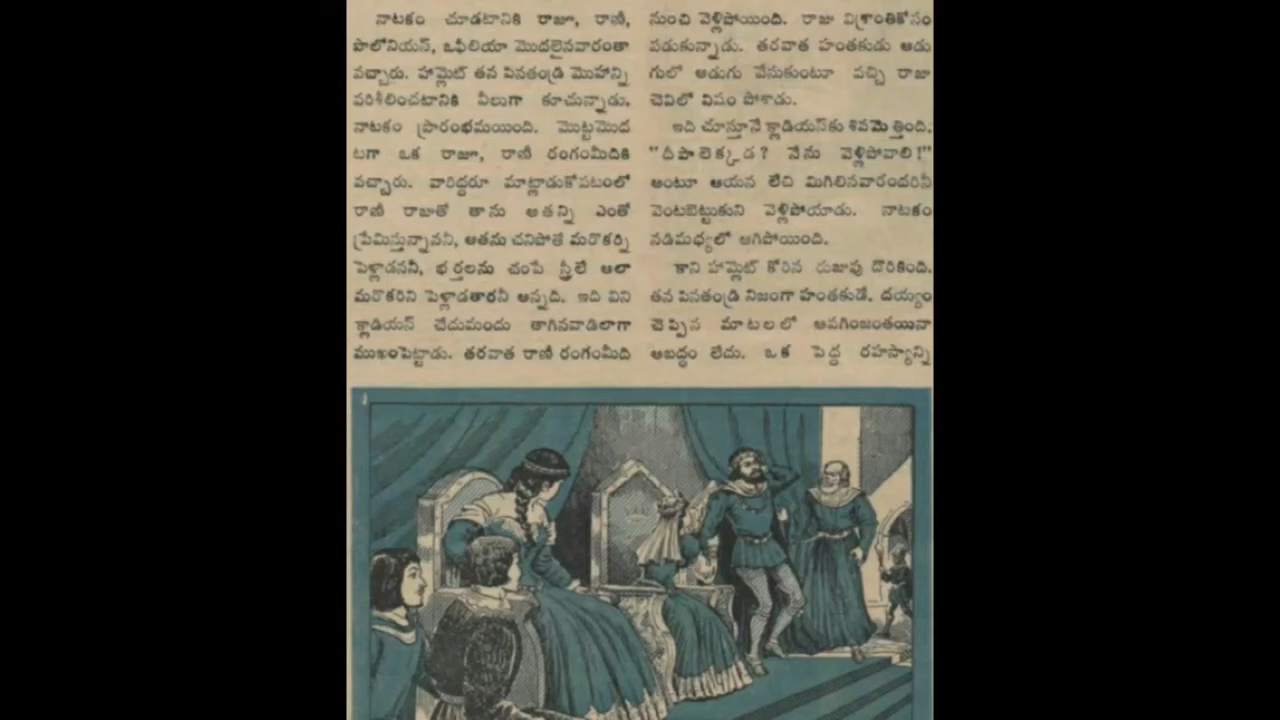 నాటకం చూడటానికి రాజూ, రాణీ,
పొలోనియస్, ఒఫీలియా మొదలైనవారంతా
వచ్చారు. హామ్లెట్ తన పినతండ్రి మొహాన్ని
పరిశీలించటానికి వీలుగా కూచున్నాడు.
నాటకం ప్రారంభమయింది. మొట్టమొద
టగా ఒక రాజూ, రాణీ రంగంమీదికి
వచ్చారు. వారిద్దరూ మాట్లాడుకోవటంలో
రాణీ రాజుతో తాను అతన్ని ఎంతో
ప్రేమిస్తున్నాననీ, అతను చనిపోతే మరొకర్ని
పెళ్లాడననీ, భర్తలను చంపే స్త్రీలే అలా
మరొకరిని పెళ్లాడతారనీ అన్నది. ఇది విని
క్లాడియస్ చేదుమందు తాగినవాడిలాగా
ముఖంపెట్టాడు. తరవాత రాణీ రంగంమీది
నుంచి వెళ్లిపోయింది. రాజు విశ్రాంతికోసం
పడుకున్నాడు. తరవాత హంతకుడు అడు
గులో అడుగు వేసుకుంటూ వచ్చి రాజు
చెవిలో విషం పోశాడు.
ఇది చూస్తూనే క్లాడియస్‌కు శివమెత్తింది.
"దీపాలెక్కడ? నేను వెళ్లిపోవాలి!"
అంటూ ఆయన లేచి మిగిలినవారందరినీ
వెంటబెట్టుకుని వెళ్లిపోయాడు. నాటకం
నడిమధ్యలో ఆగిపోయింది.
కాని హామ్లెట్ కోరిన రుజువు దొరికింది.
తన పినతండ్రి నిజంగా హంతకుడే. దయ్యం
చెప్పిన మాటలలో అవగింజంతయినా
అబద్ధం లేదు. ఒక పెద్ద రహస్యాన్ని